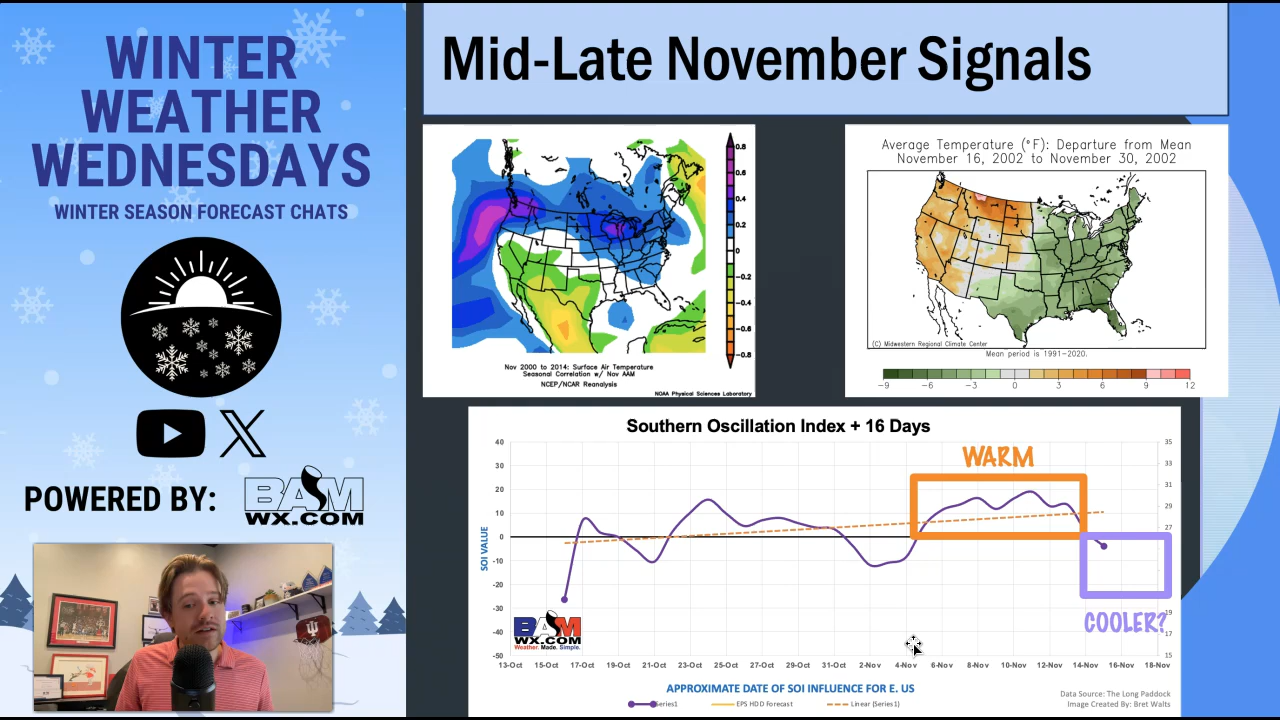 WINTER
WEATHER
WEDNESDAYS
WINTER SEASON FORECAST CHATS
POWERED BY:
BAM
WX.COM
Mid-Late November Signals
0.8
0.6
0.4
0.2
0
-0.2
-0.4
-0.6
-0.8
Nov 2000 to 2014: Surface Air Temperature
Seasonal Correlation w/ Nov AAM
NCEP/NCAR Reanalysis
NOAA Physical Sciences Laboratory
Average Temperature (°F): Departure from Mean
November 16, 2002 to November 30, 2002
(C) Midwestern Regional Climate Center
Mean period is 1991-2020.
-9 -6 -3 0 3 6 9 12
Southern Oscillation Index + 16 Days
WARM
COOLER?
40
30
20
10
0
-10
-20
-30
-40
-50
35
33
31
29
27
19
17
15
SOI VALUE
BAM
WX.COM
Weather. Made. Simple.
13-Oct 15-Oct 17-Oct 19-Oct 21-Oct 23-Oct 25-Oct 27-Oct 29-Oct 31-Oct 2-Nov 4-Nov 6-Nov 8-Nov 10-Nov 12-Nov 14-Nov 16-Nov 18-Nov
APPROXIMATE DATE OF SOI INFLUENCE FOR E. US
Series1 EPS HDD Forecast Linear (Series1)
Data Source: The Long Paddock
Image Created By: Bret Walts